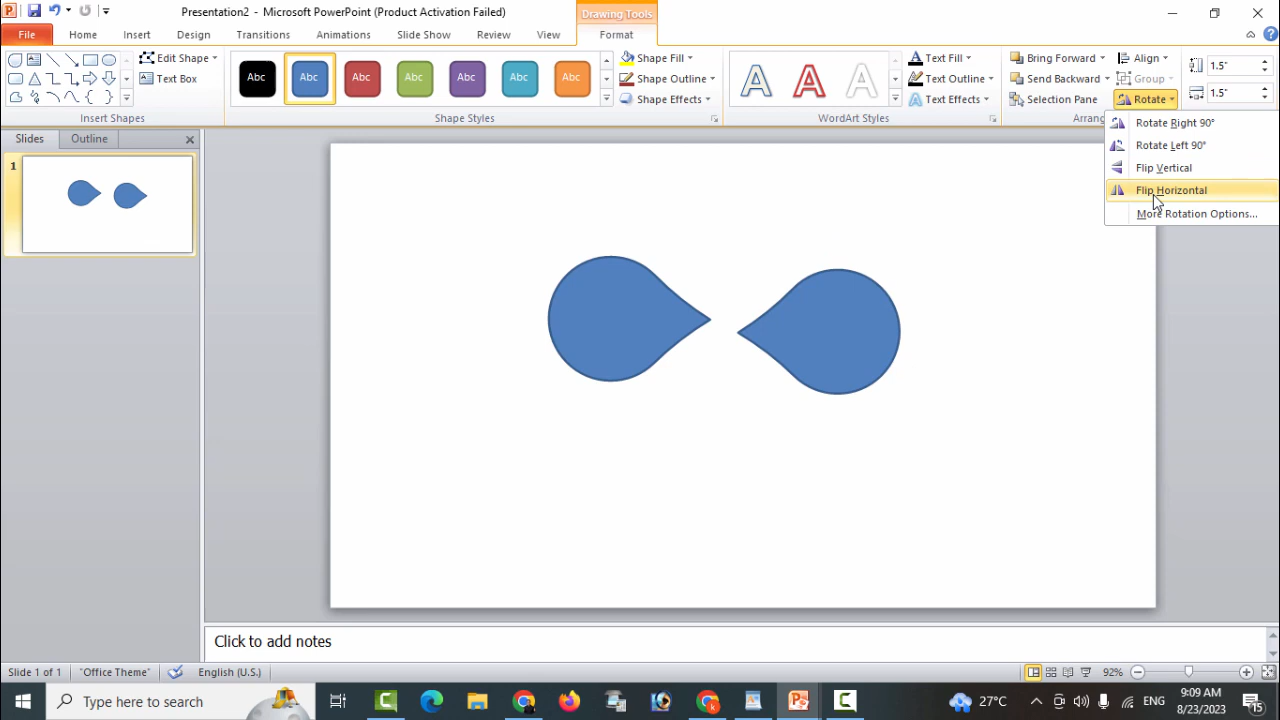 Presentation2 - Microsoft PowerPoint (Product Activation Failed)
Drawing Tools
File
Home
Insert
Design
Transitions
Animations
Slide Show
Review
View
Format
Edit Shape
Text Box
Insert Shapes
Abc
Abc
Abc
Abc
Abc
Abc
Abc
Shape Fill
Shape Outline
Shape Effects
Shape Styles
A
A
A
Text Fill
Text Outline
Text Effects
WordArt Styles
Bring Forward
Send Backward
Selection Pane
Align
Group
Rotate
Arrang
1.5"
1.5"
Rotate Right 90°
Rotate Left 90°
Flip Vertical
Flip Horizontal
More Rotation Options...
Slides
Outline
1
Click to add notes
Slide 1 of 1
"Office Theme"
English (U.S.)
92%
Type here to search
27°C
ENG
9:09 AM
8/23/2023
15